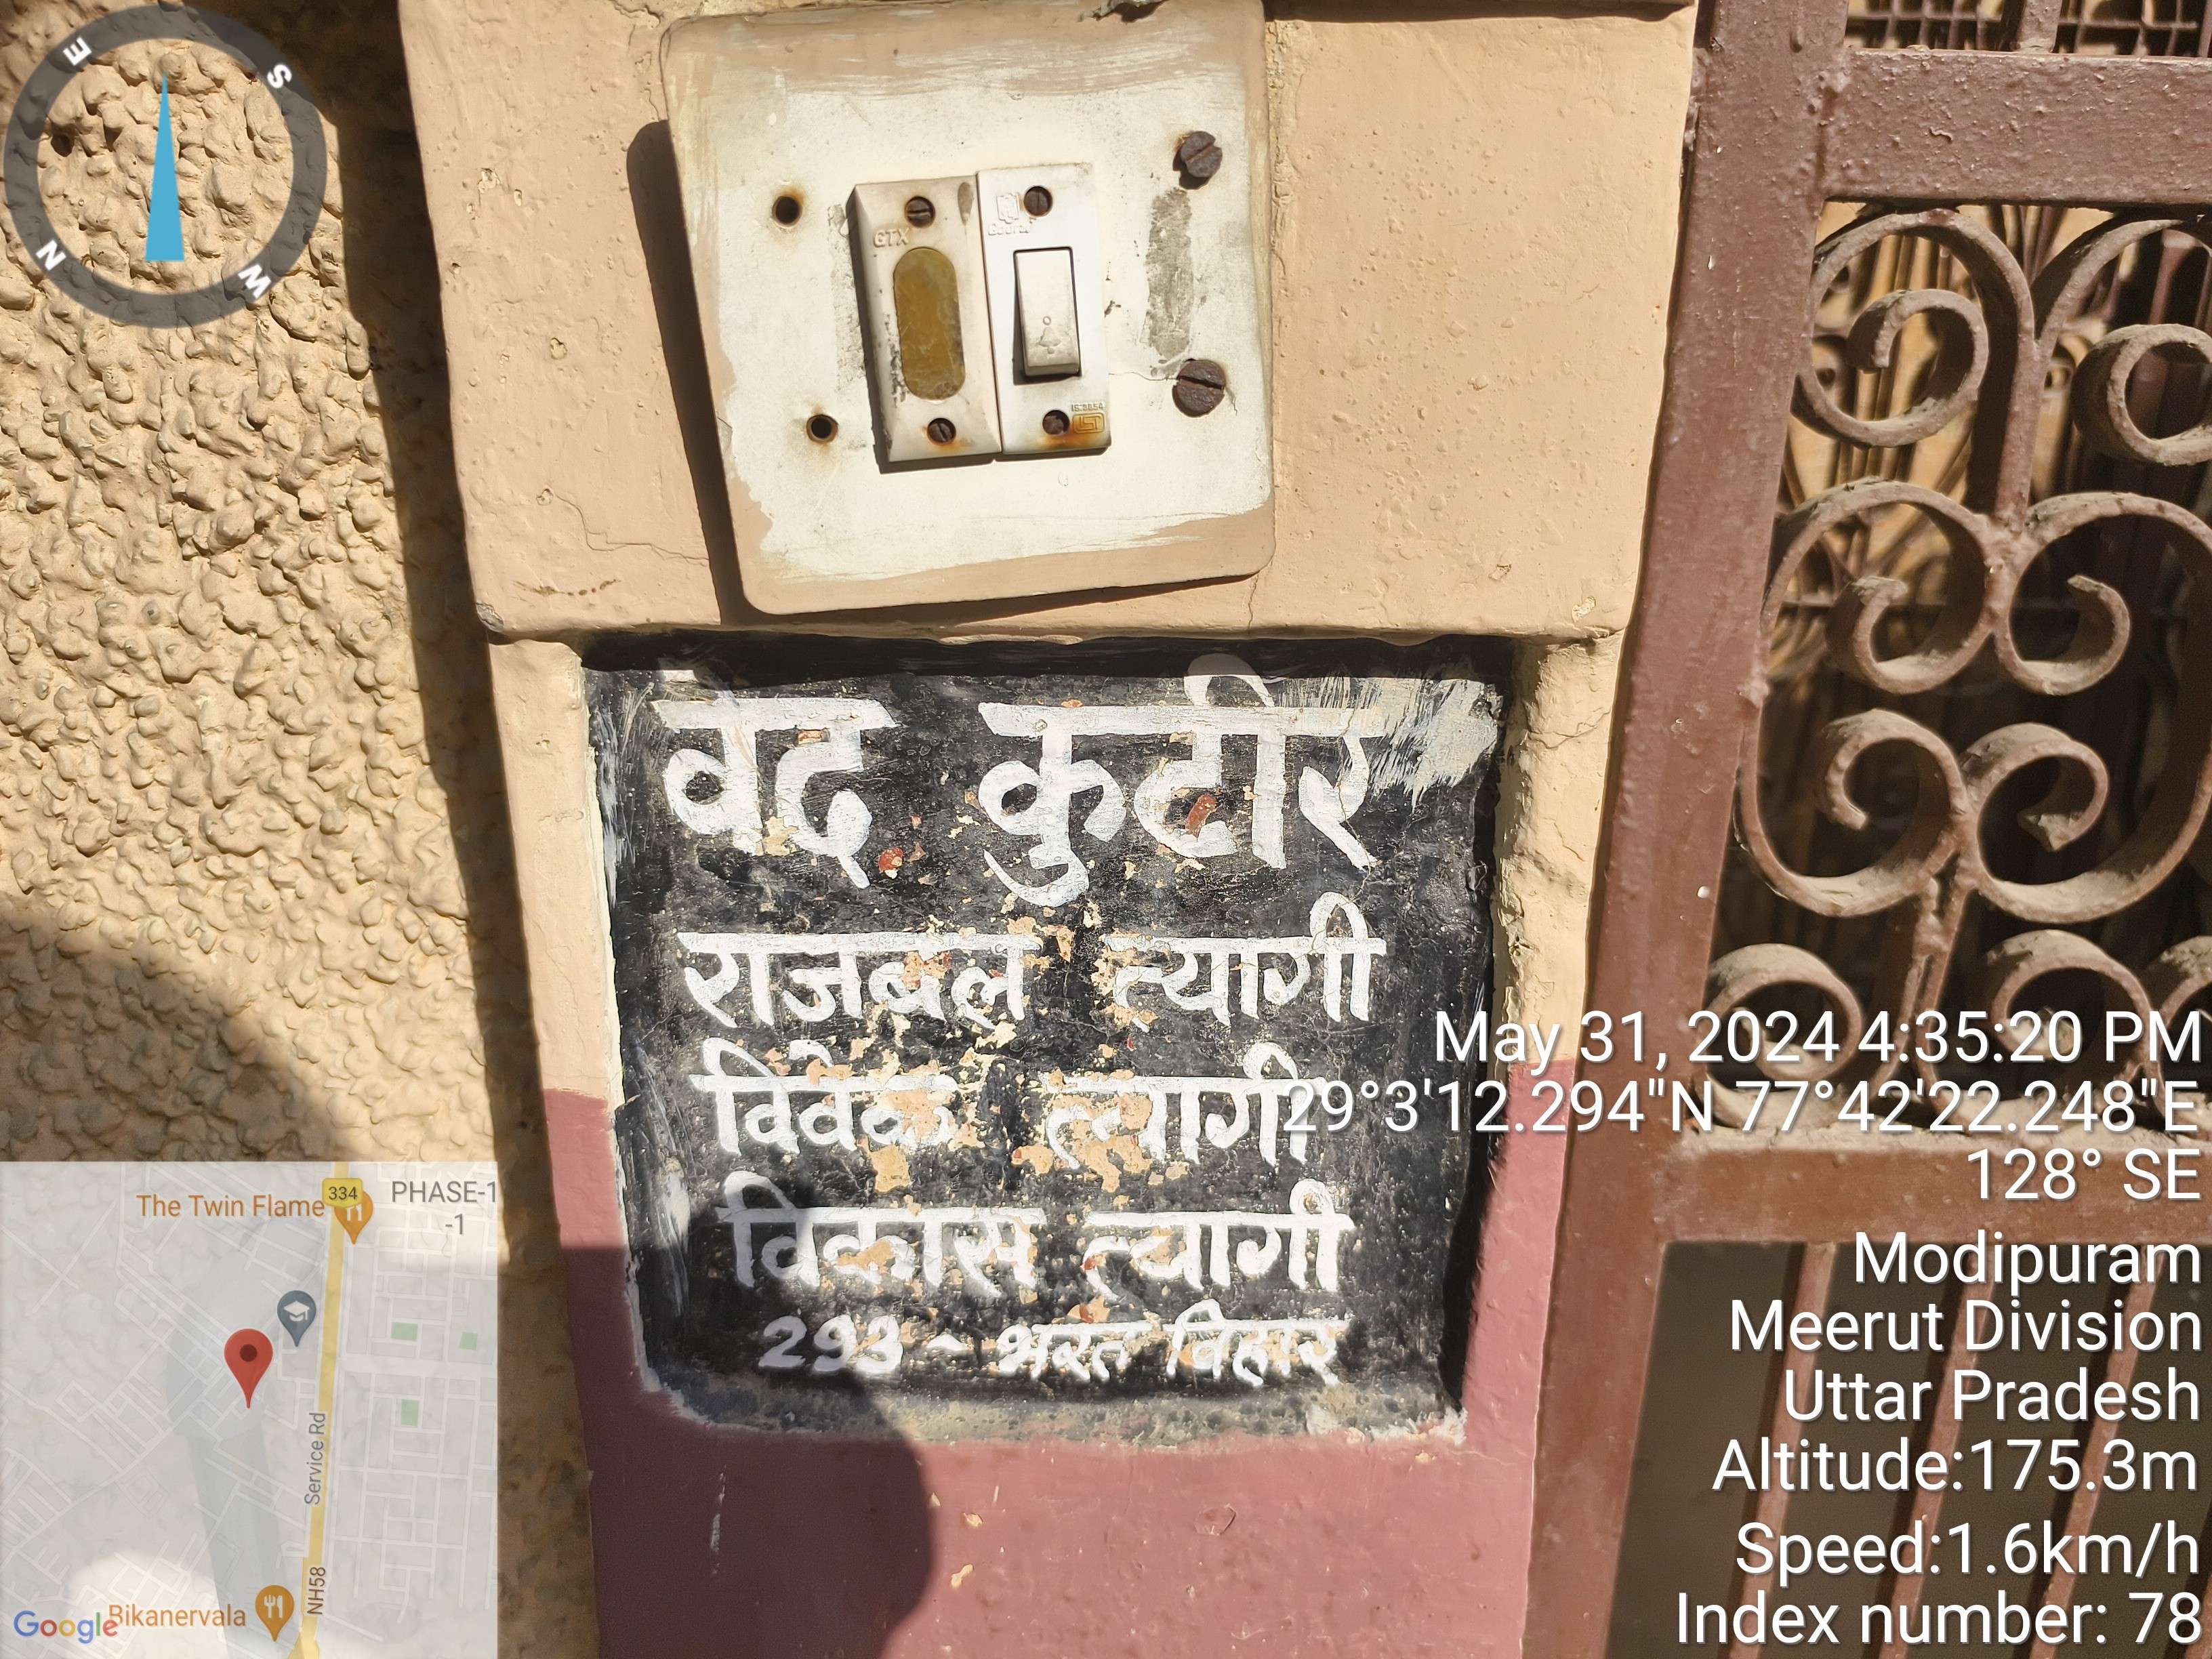 E
S
N
W
GTX
IS:3854
वेद कुटीर
राजबल त्यागी
विवेक त्यागी
विकास त्यागी
293 - भरत विहार
May 31, 2024 4:35:20 PM
29°3'12.294"N 77°42'22.248"E
128° SE
Modipuram
Meerut Division
Uttar Pradesh
Altitude:175.3m
Speed:1.6km/h
Index number: 78
The Twin Flame
334
PHASE-1
-1
Service Rd
NH58
Bikanervala
Google